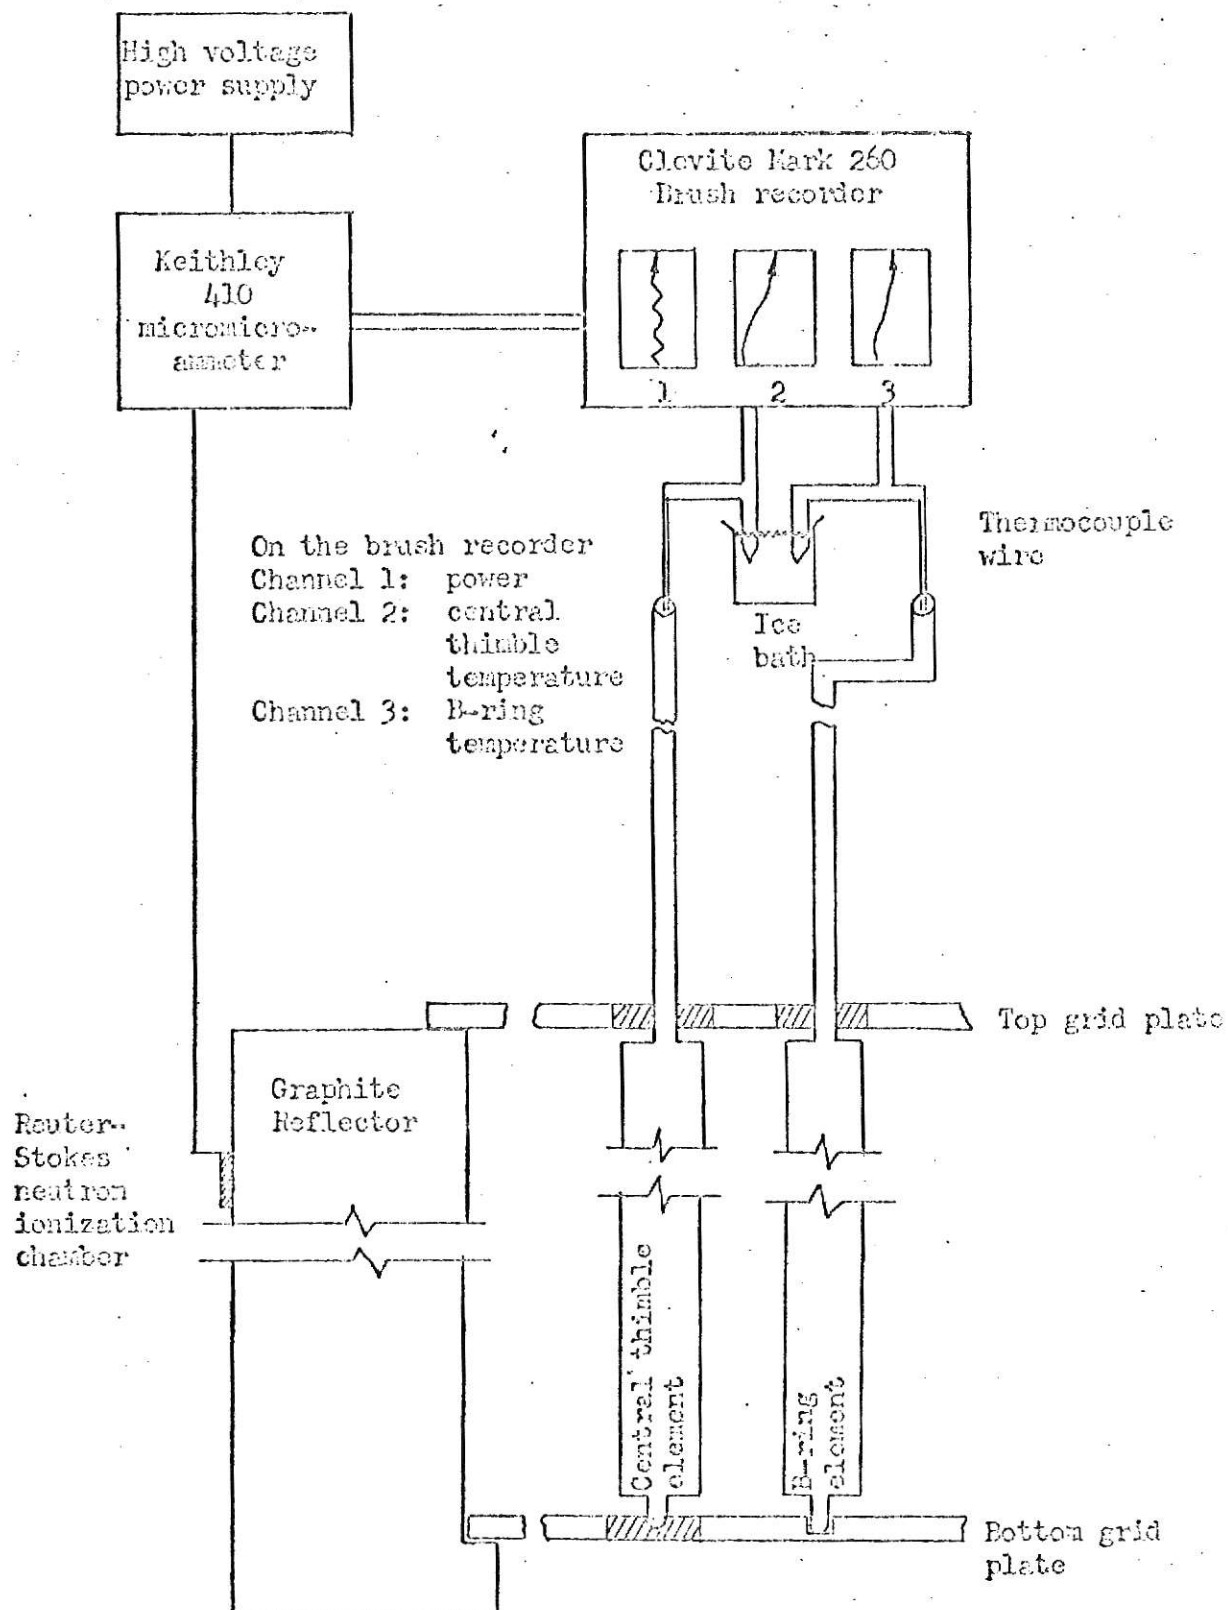 High voltage
power supply
Clevite Mark 260
Brush recorder
Keithley
410
micromicro-
ammeter
1 2 3
Thermocouple
wire
On the brush recorder
Channel 1: power
Channel 2: central
thimble
temperature
Channel 3: B-ring
temperature
Ice
bath
Top grid plate
Graphite
Reflector
Reuter-
Stokes
neutron
ionization
chamber
Central thimble
element
B-ring
element
Bottom grid
plate